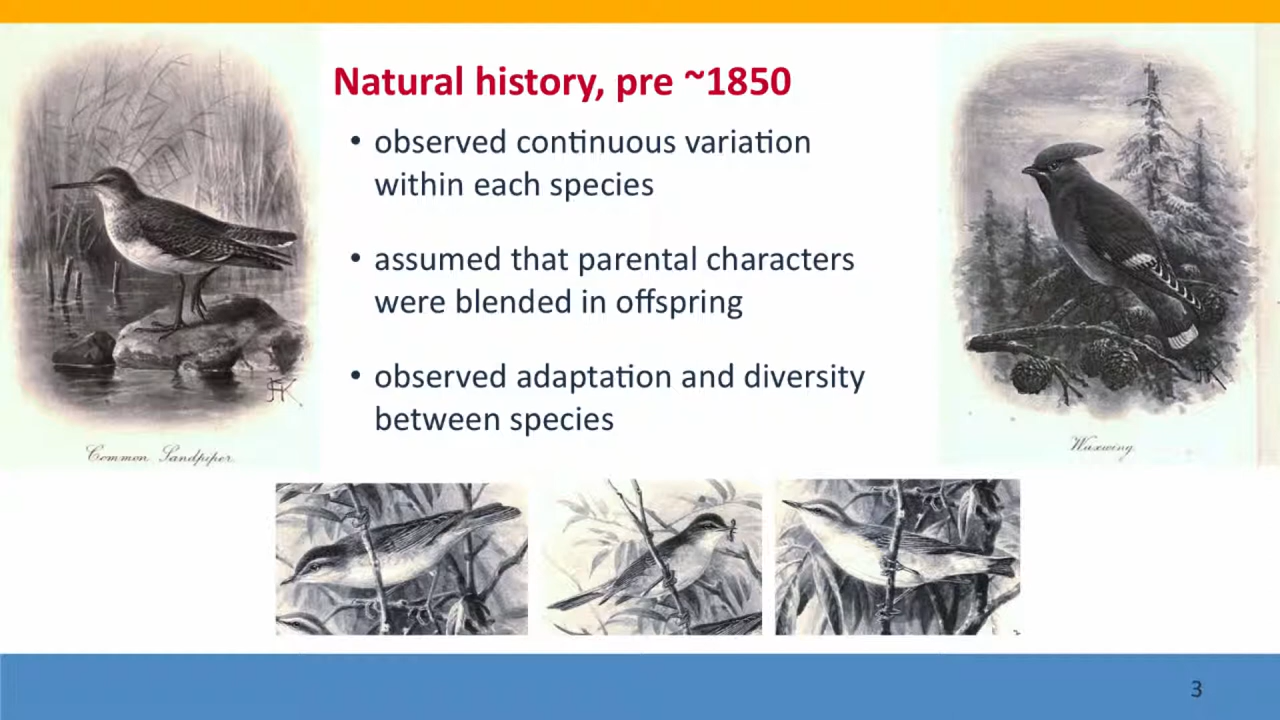 Natural history, pre ~1850
• observed continuous variation
within each species
• assumed that parental characters
were blended in offspring
• observed adaptation and diversity
between species
Common Sandpiper.
Waxwing.
3